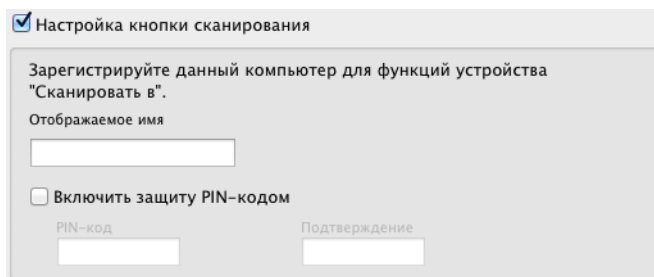 Настройка кнопки сканирования
Зарегистрируйте данный компьютер для функций устройства
"Сканировать в".
Отображаемое имя
Включить защиту PIN-кодом
PIN-код Подтверждение